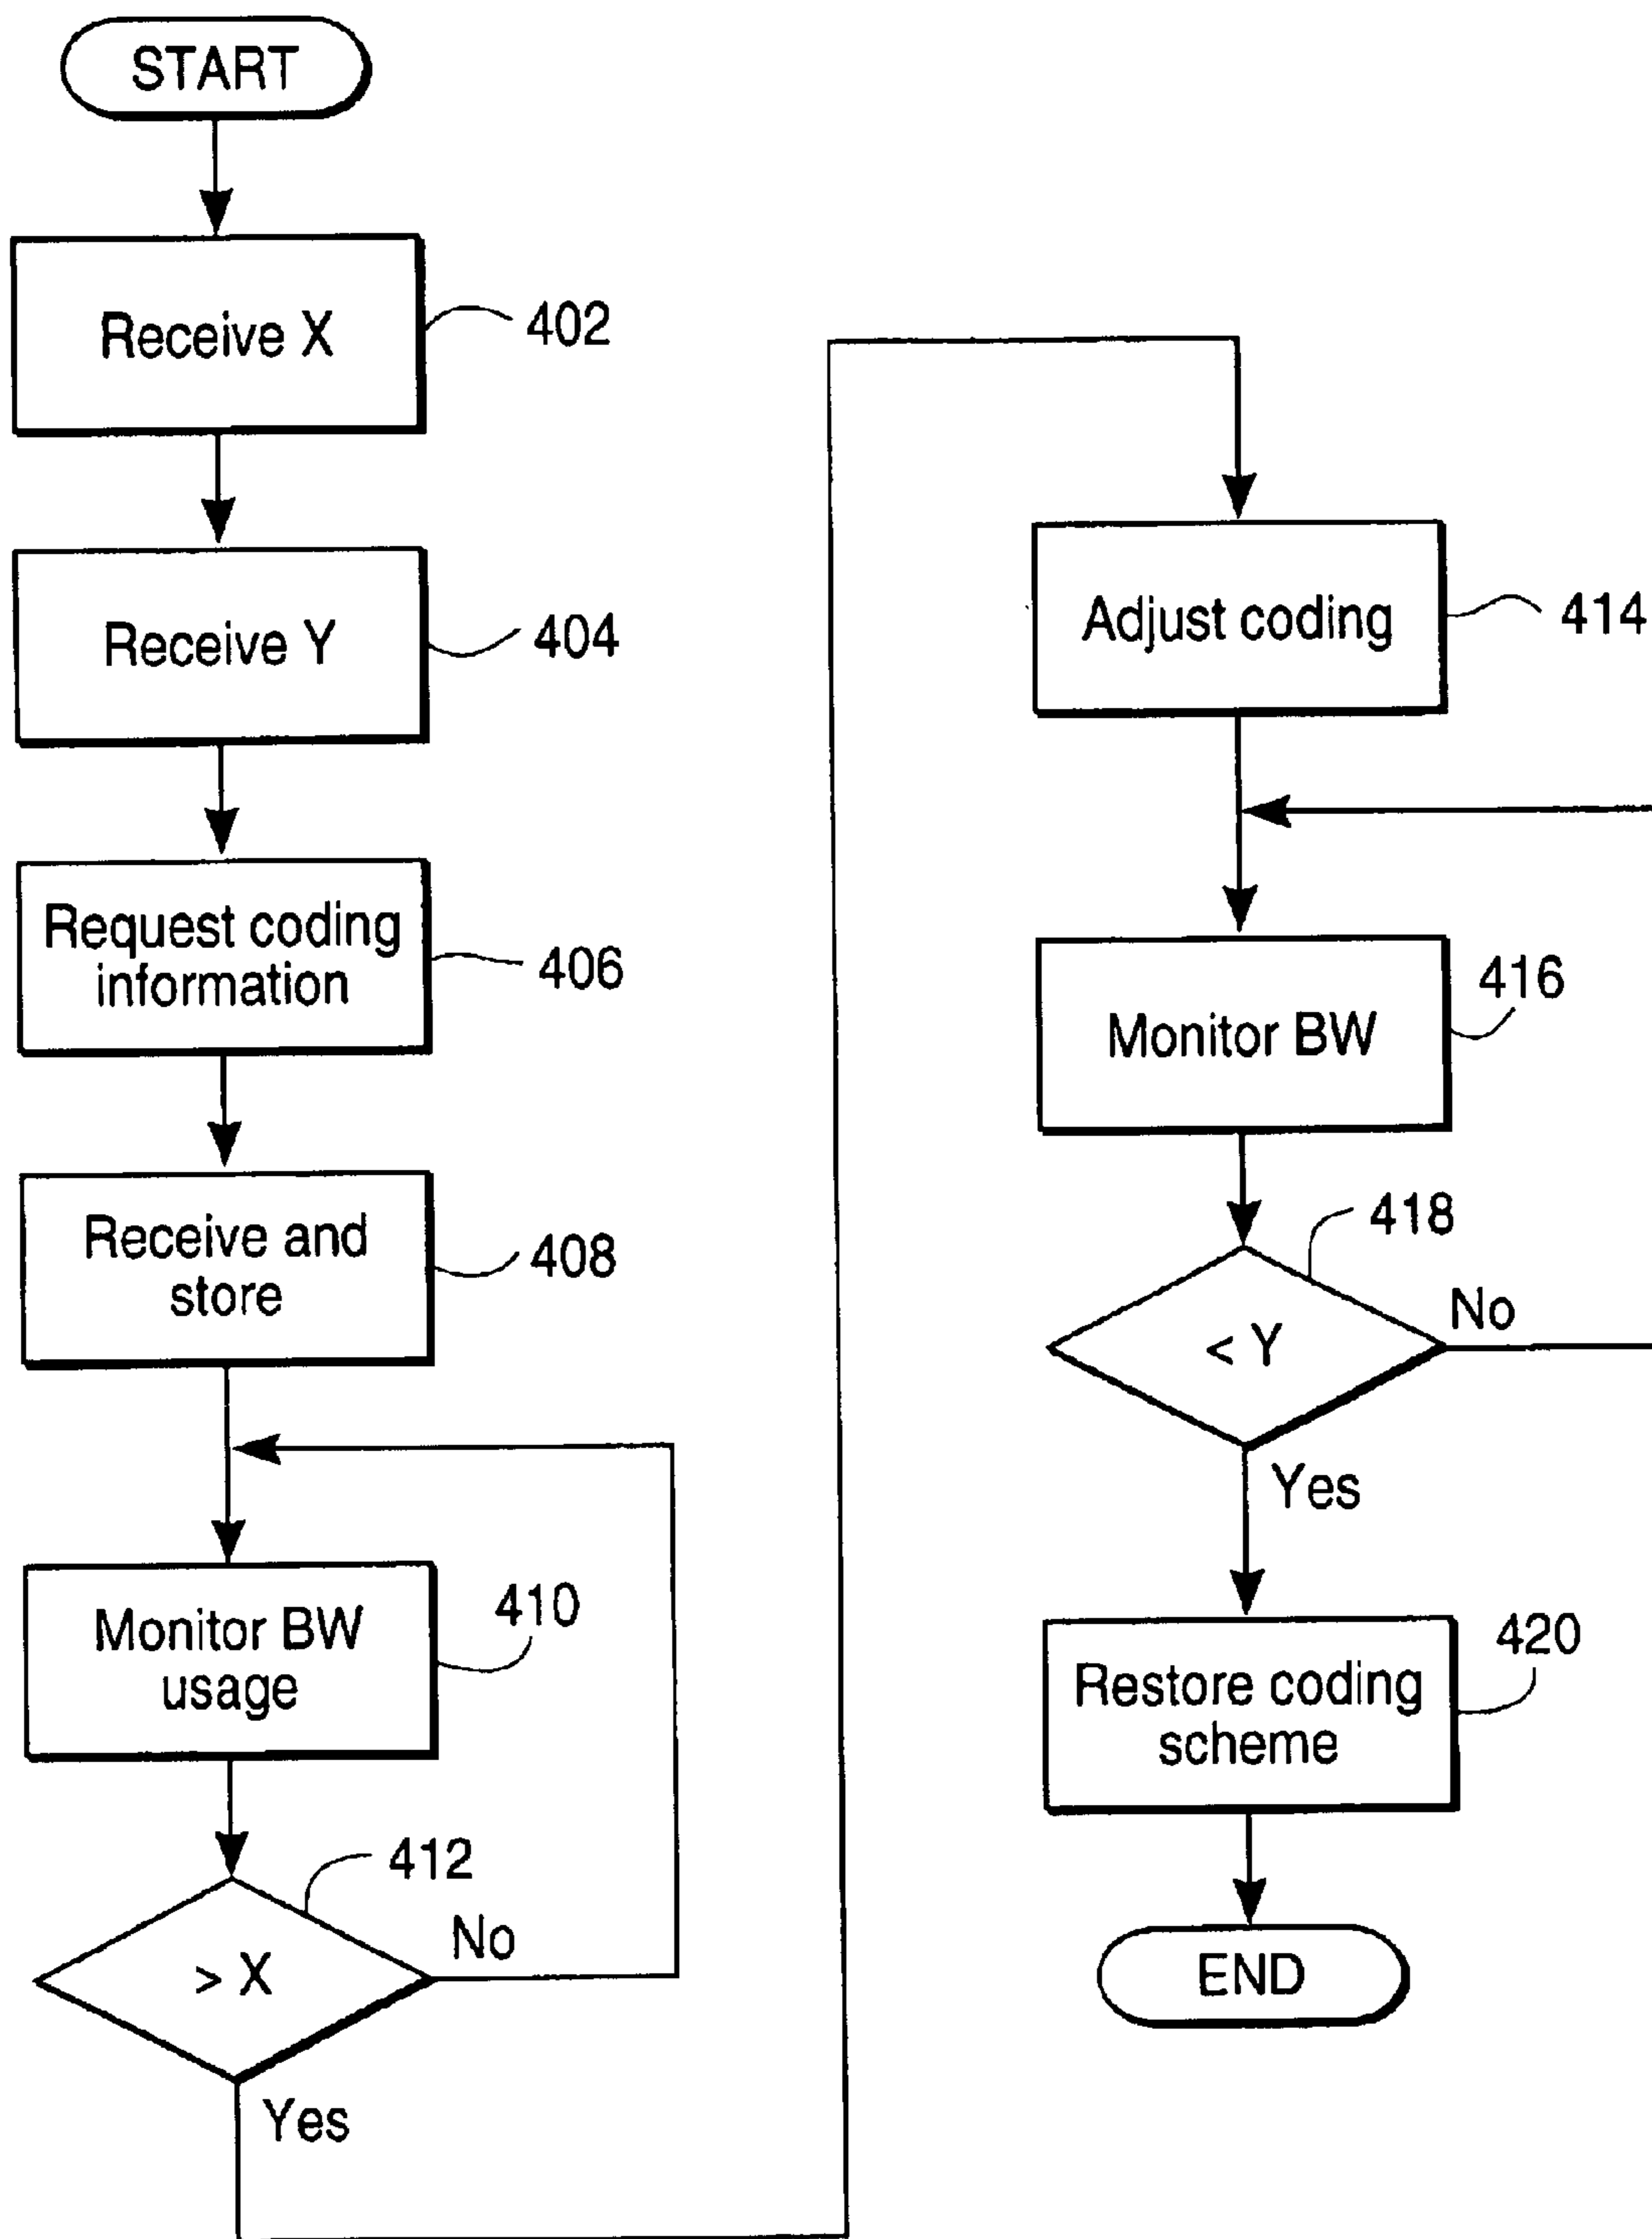 START
Receive X
402
Receive Y
404
Request coding
information
406
Receive and
store
408
Monitor BW
usage
410
412
> X
No
Yes
Adjust coding
414
Monitor BW
416
418
< Y
No
Yes
Restore coding
scheme
420
END